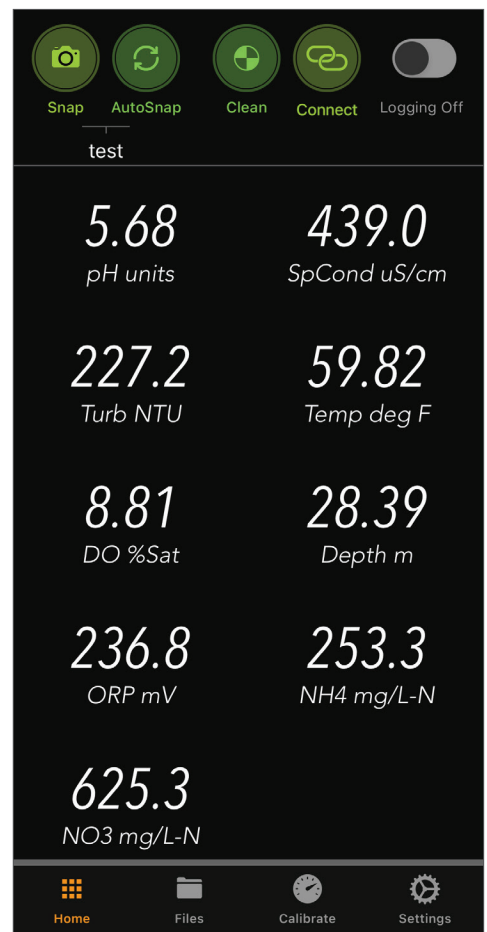 Snap AutoSnap Clean Connect Logging Off
test
5.68 439.0
pH units SpCond uS/cm
227.2 59.82
Turb NTU Temp deg F
8.81 28.39
DO %Sat Depth m
236.8 253.3
ORP mV NH4 mg/L-N
625.3
NO3 mg/L-N
Home Files Calibrate Settings